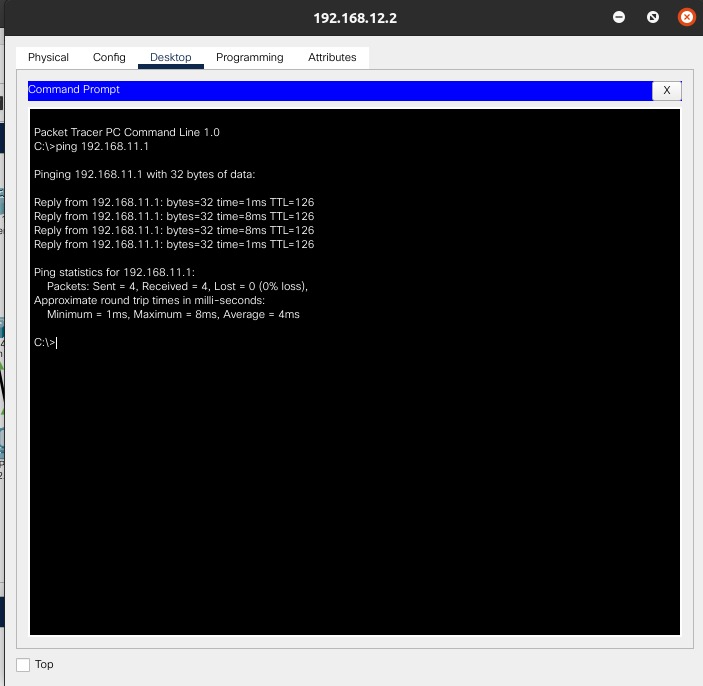 192.168.12.2
Physical Config Desktop Programming Attributes
Command Prompt X
Packet Tracer PC Command Line 1.0
C:\>ping 192.168.11.1
Pinging 192.168.11.1 with 32 bytes of data:
Reply from 192.168.11.1: bytes=32 time=1ms TTL=126
Reply from 192.168.11.1: bytes=32 time=8ms TTL=126
Reply from 192.168.11.1: bytes=32 time=8ms TTL=126
Reply from 192.168.11.1: bytes=32 time=1ms TTL=126
Ping statistics for 192.168.11.1:
Packets: Sent = 4, Received = 4, Lost = 0 (0% loss),
Approximate round trip times in milli-seconds:
Minimum = 1ms, Maximum = 8ms, Average = 4ms
C:\>
Top